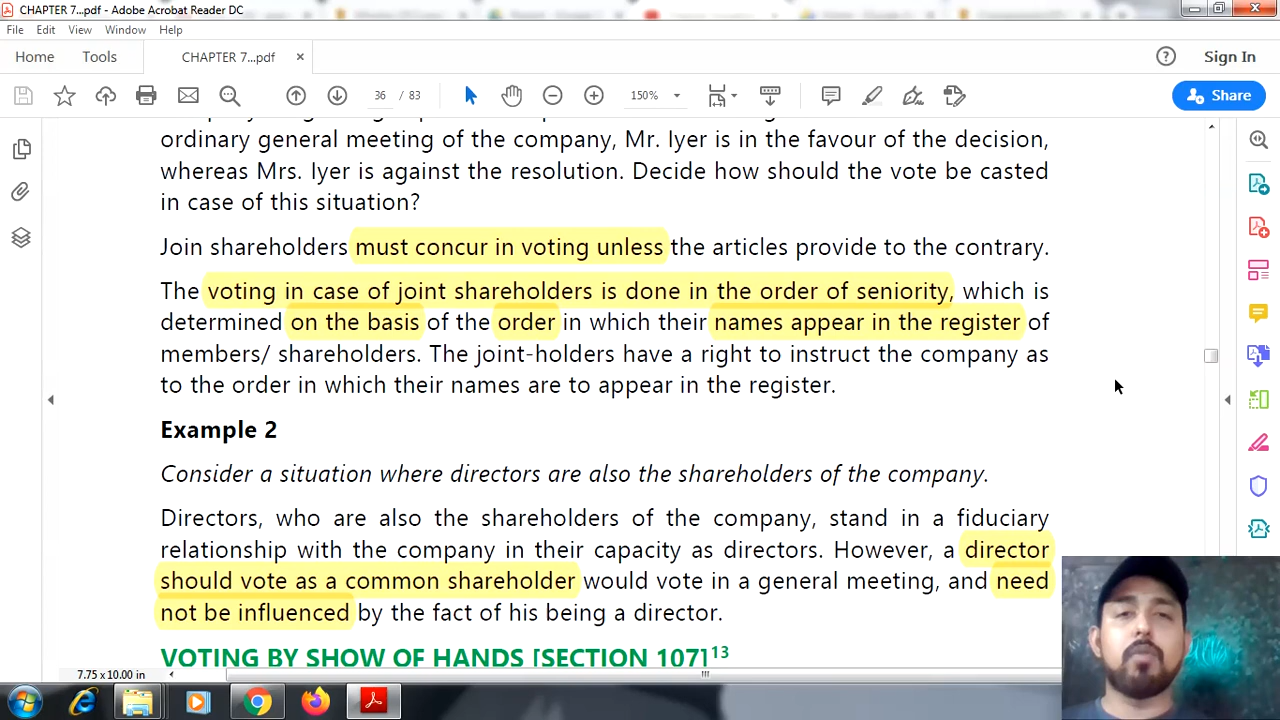 CHAPTER 7...pdf - Adobe Acrobat Reader DC
File Edit View Window Help
Home Tools CHAPTER 7...pdf × Sign In
36 / 83 150% Share
ordinary general meeting of the company, Mr. Iyer is in the favour of the decision,
whereas Mrs. Iyer is against the resolution. Decide how should the vote be casted
in case of this situation?
Join shareholders must concur in voting unless the articles provide to the contrary.
The voting in case of joint shareholders is done in the order of seniority, which is
determined on the basis of the order in which their names appear in the register of
members/ shareholders. The joint-holders have a right to instruct the company as
to the order in which their names are to appear in the register.
Example 2
Consider a situation where directors are also the shareholders of the company.
Directors, who are also the shareholders of the company, stand in a fiduciary
relationship with the company in their capacity as directors. However, a director
should vote as a common shareholder would vote in a general meeting, and need
not be influenced by the fact of his being a director.
VOTING BY SHOW OF HANDS [SECTION 107]13
7.75 x 10.00 in